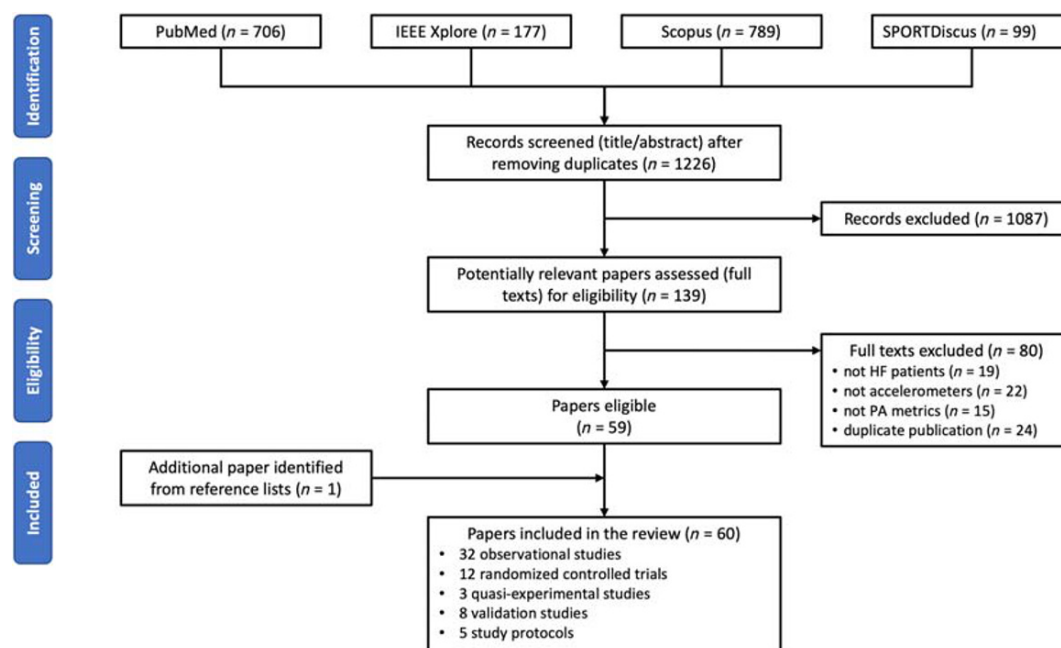 PubMed (n = 706)
IEEE Xplore (n = 177)
Scopus (n = 789)
SPORTDiscus (n = 99)
Identification
Records screened (title/abstract) after
removing duplicates (n = 1226)
Screening
Records excluded (n = 1087)
Potentially relevant papers assessed (full
texts) for eligibility (n = 139)
Eligibility
Full texts excluded (n = 80)
• not HF patients (n = 19)
• not accelerometers (n = 22)
• not PA metrics (n = 15)
• duplicate publication (n = 24)
Papers eligible
(n = 59)
Included
Additional paper identified
from reference lists (n = 1)
Papers included in the review (n = 60)
• 32 observational studies
• 12 randomized controlled trials
• 3 quasi-experimental studies
• 8 validation studies
• 5 study protocols